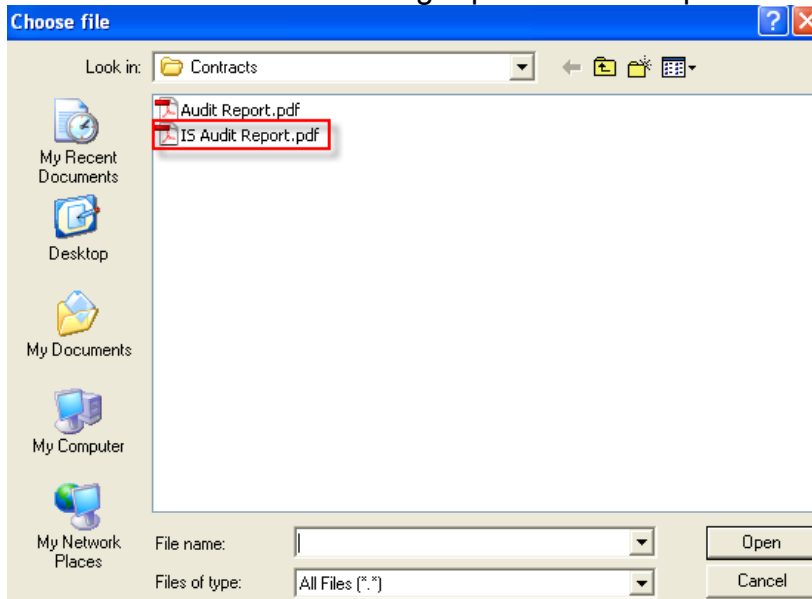 Choose file
Look in:
Contracts
Audit Report.pdf
IS Audit Report.pdf
My Recent
Documents
Desktop
My Documents
My Computer
My Network
Places
File name:
Open
Files of type:
All Files (*.*)
Cancel